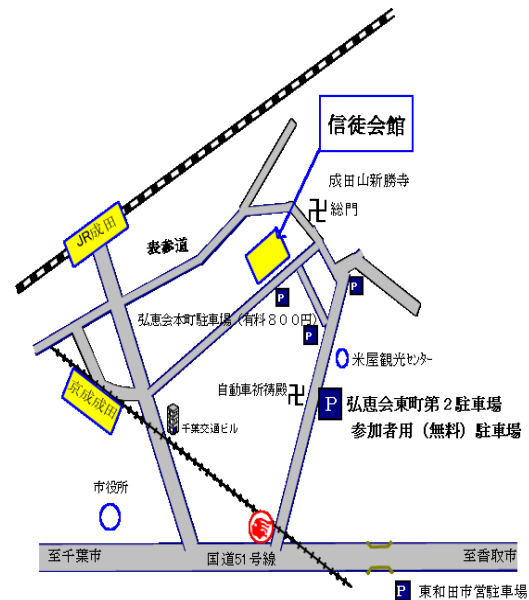 信徒会館
成田山新勝寺
卍総門
JR成田
表参道
P
P
弘恵会本町駐車場(有料800円)
P
米屋観光センター
京成成田
自動車祈祷殿卍
P 弘恵会東町第2駐車場
参加者用(無料)駐車場
千葉交通ビル
市役所
至千葉市
国道51号線
至香取市
P 東和田市営駐車場